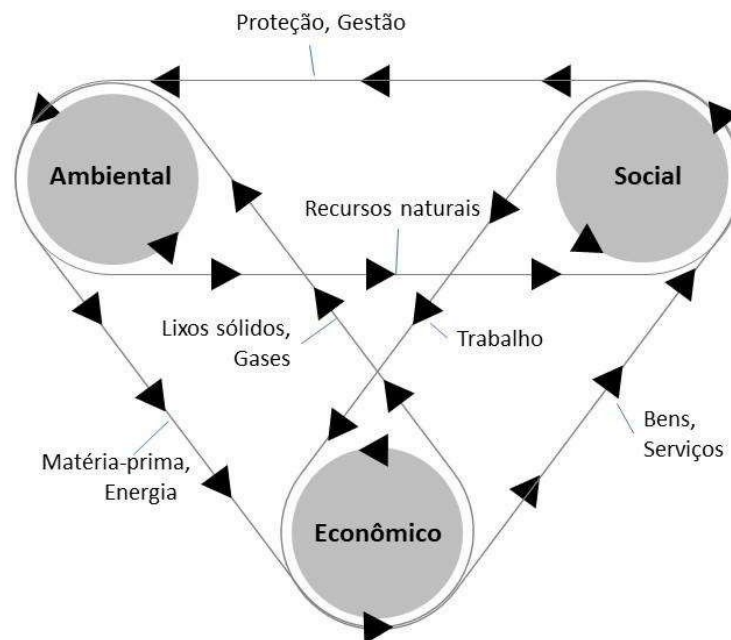 Proteção, Gestão
Ambiental
Social
Recursos naturais
Lixos sólidos,
Gases
Trabalho
Bens,
Serviços
Matéria-prima,
Energia
Econômico